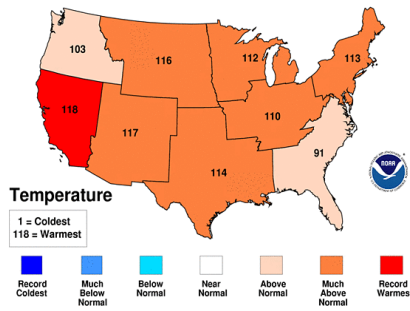 103
116
112
113
118
117
110
91
114
NOAA
Temperature
1 = Coldest
118 = Warmest
Record
Coldest
Much
Below
Normal
Below
Normal
Near
Normal
Above
Normal
Much
Above
Normal
Record
Warmes